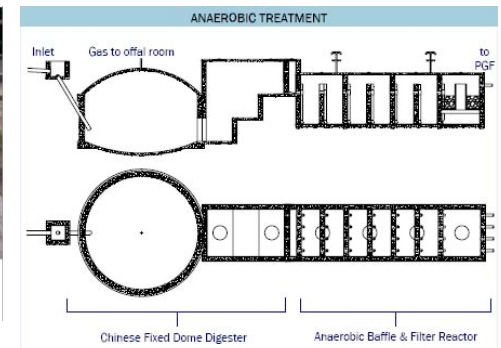 ANAEROBIC TREATMENT
Inlet
Gas to offal room
to
PGF
Chinese Fixed Dome Digester
Anaerobic Baffle & Filter Reactor